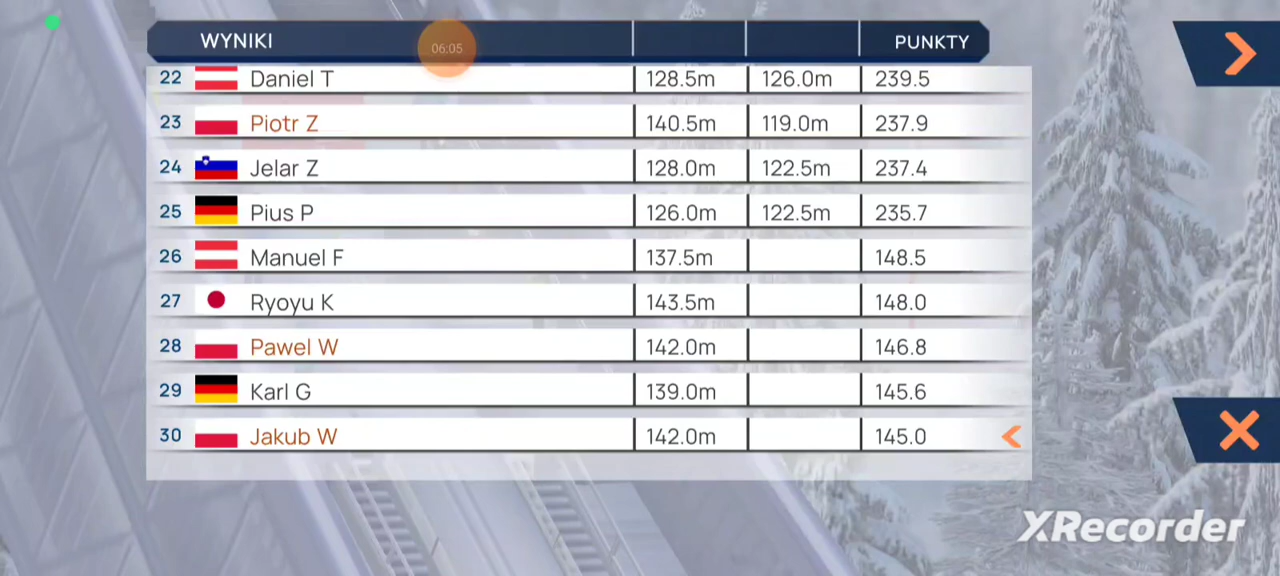 WYNIKI 06:05 PUNKTY
22 Daniel T 128.5m 126.0m 239.5
23 Piotr Z 140.5m 119.0m 237.9
24 Jelar Z 128.0m 122.5m 237.4
25 Pius P 126.0m 122.5m 235.7
26 Manuel F 137.5m 148.5
27 Ryoyu K 143.5m 148.0
28 Pawel W 142.0m 146.8
29 Karl G 139.0m 145.6
30 Jakub W 142.0m 145.0
XRecorder